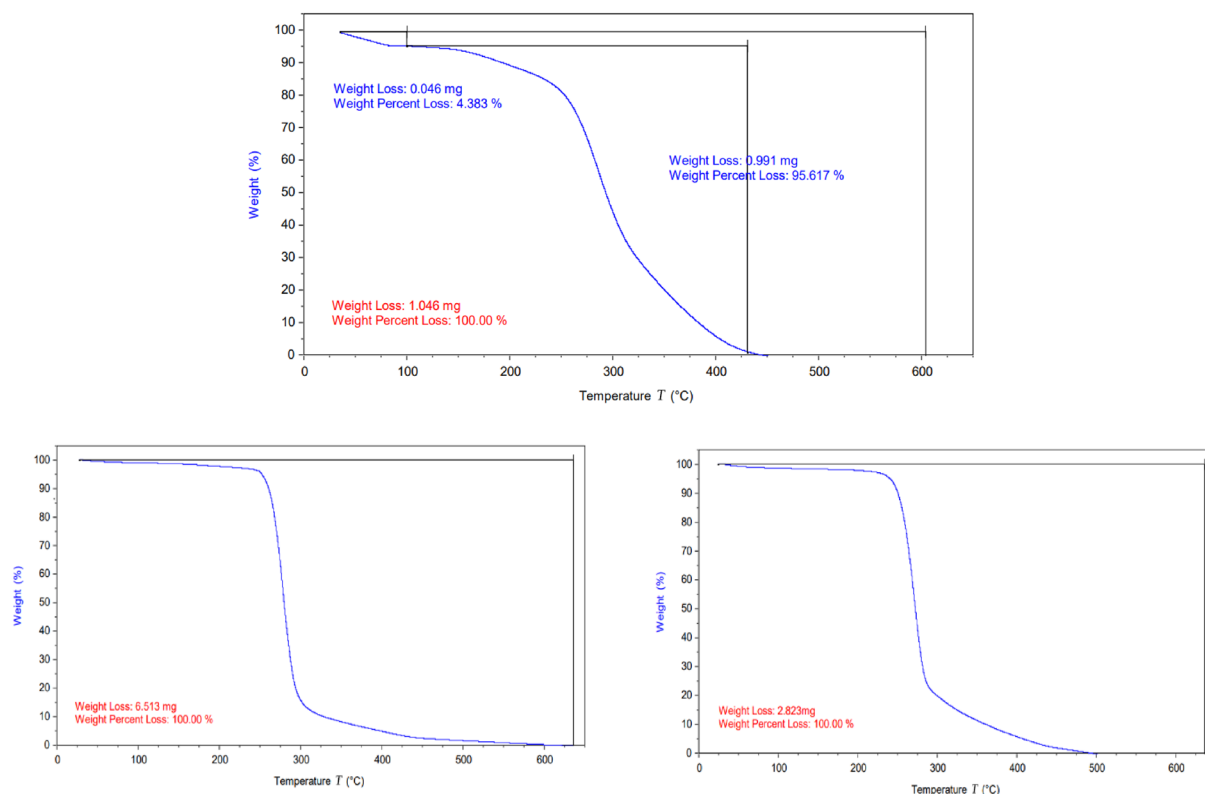 100
90
80
70
60
50
40
30
20
10
0
Weight (%)
Weight Loss: 0.046 mg
Weight Percent Loss: 4.383 %
Weight Loss: 0.991 mg
Weight Percent Loss: 95.617 %
Weight Loss: 1.046 mg
Weight Percent Loss: 100.00 %
0 100 200 300 400 500 600
Temperature T (°C)
100
90
80
70
60
50
40
30
20
10
0
Weight (%)
Weight Loss: 6.513 mg
Weight Percent Loss: 100.00 %
0 100 200 300 400 500 600
Temperature T (°C)
100
90
80
70
60
50
40
30
20
10
0
Weight (%)
Weight Loss: 2.823mg
Weight Percent Loss: 100.00 %
0 100 200 300 400 500 600
Temperature T (°C)